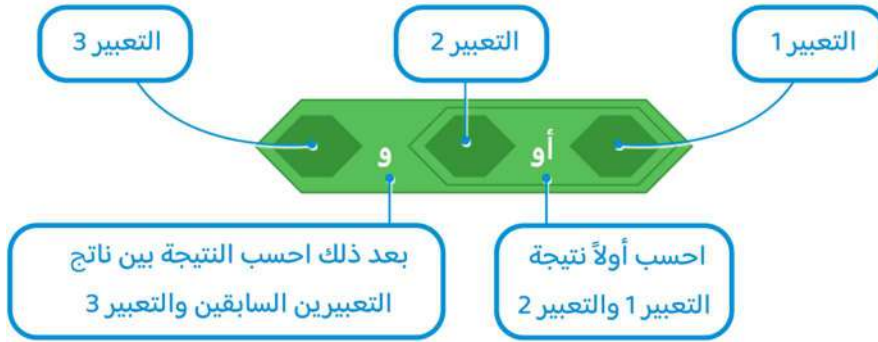 التعبير 1
التعبير 2
التعبير 3
أو
و
احسب أولاً نتيجة
التعبير 1 والتعبير 2
بعد ذلك احسب النتيجة بين ناتج
التعبيرين السابقين والتعبير 3